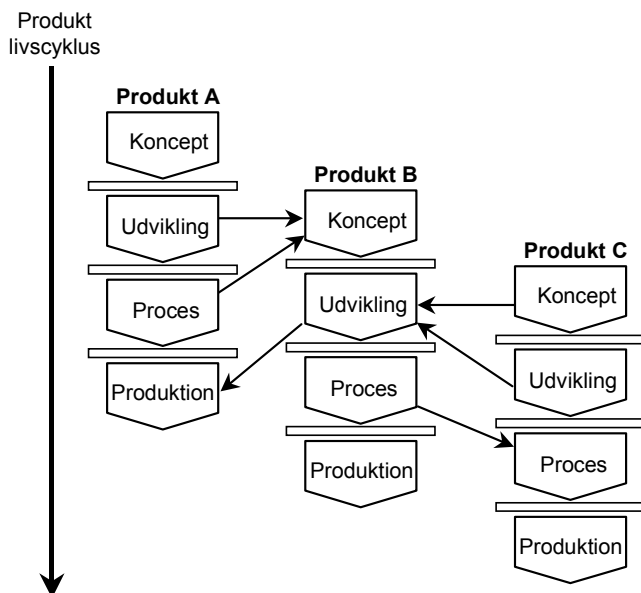 Produkt
livscyklus
Produkt A
Koncept
Udvikling
Proces
Produktion
Produkt B
Koncept
Udvikling
Proces
Produktion
Produkt C
Koncept
Udvikling
Proces
Produktion